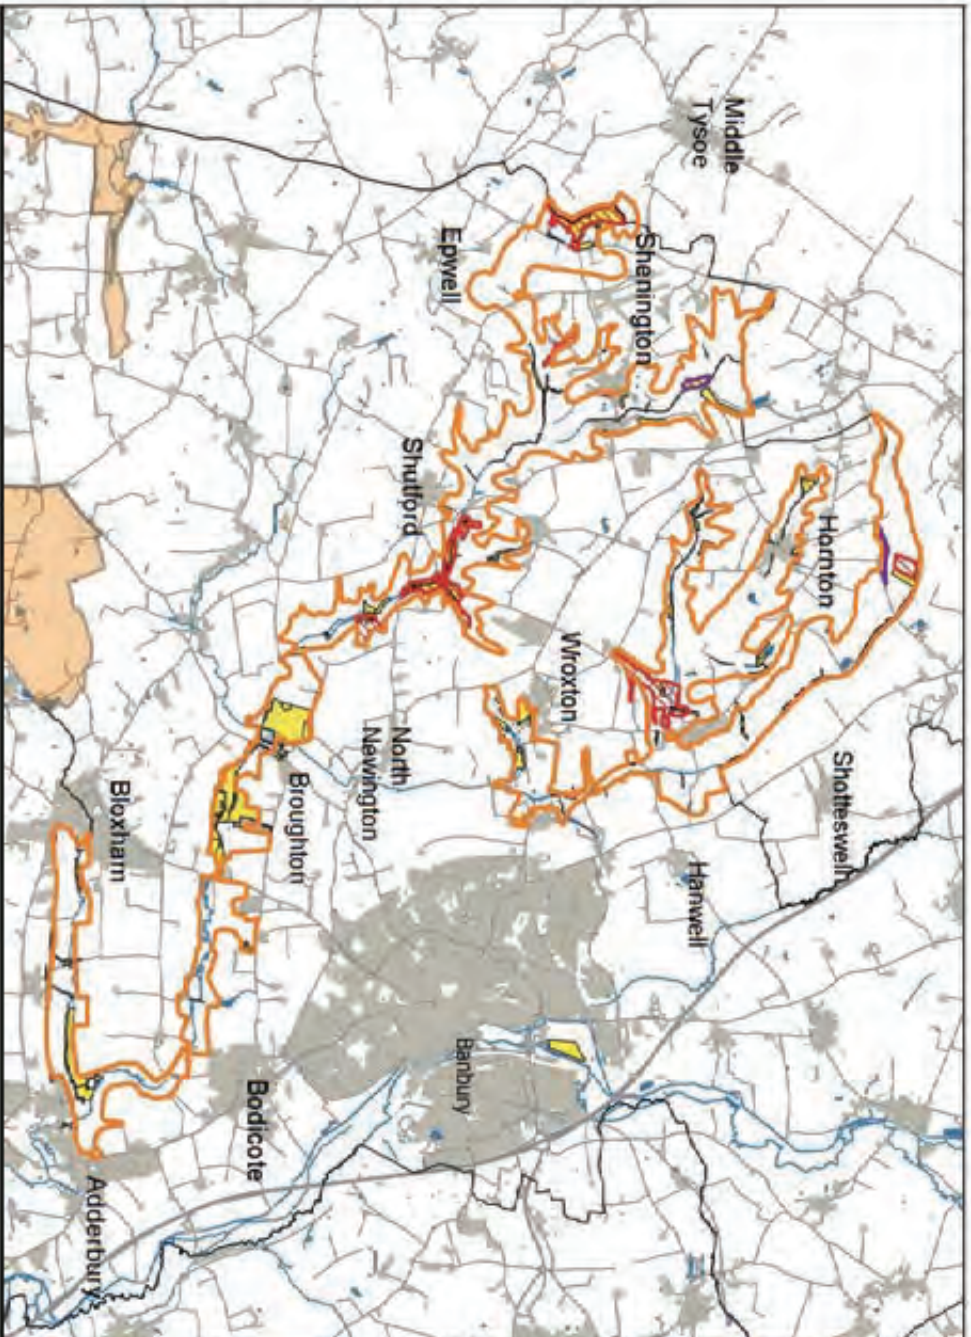 Middle
Tysoe
Shenington
Epwell
Hornton
Shutford
Wroxton
Shotteswell
North
Newington
Hanwell
Broughton
Bloxham
Banbury
Bodicote
Adderbury